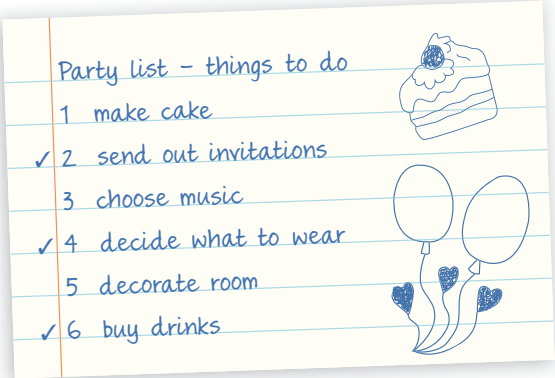 Party list – things to do
1 make cake
✓ 2 send out invitations
3 choose music
✓ 4 decide what to wear
5 decorate room
✓ 6 buy drinks